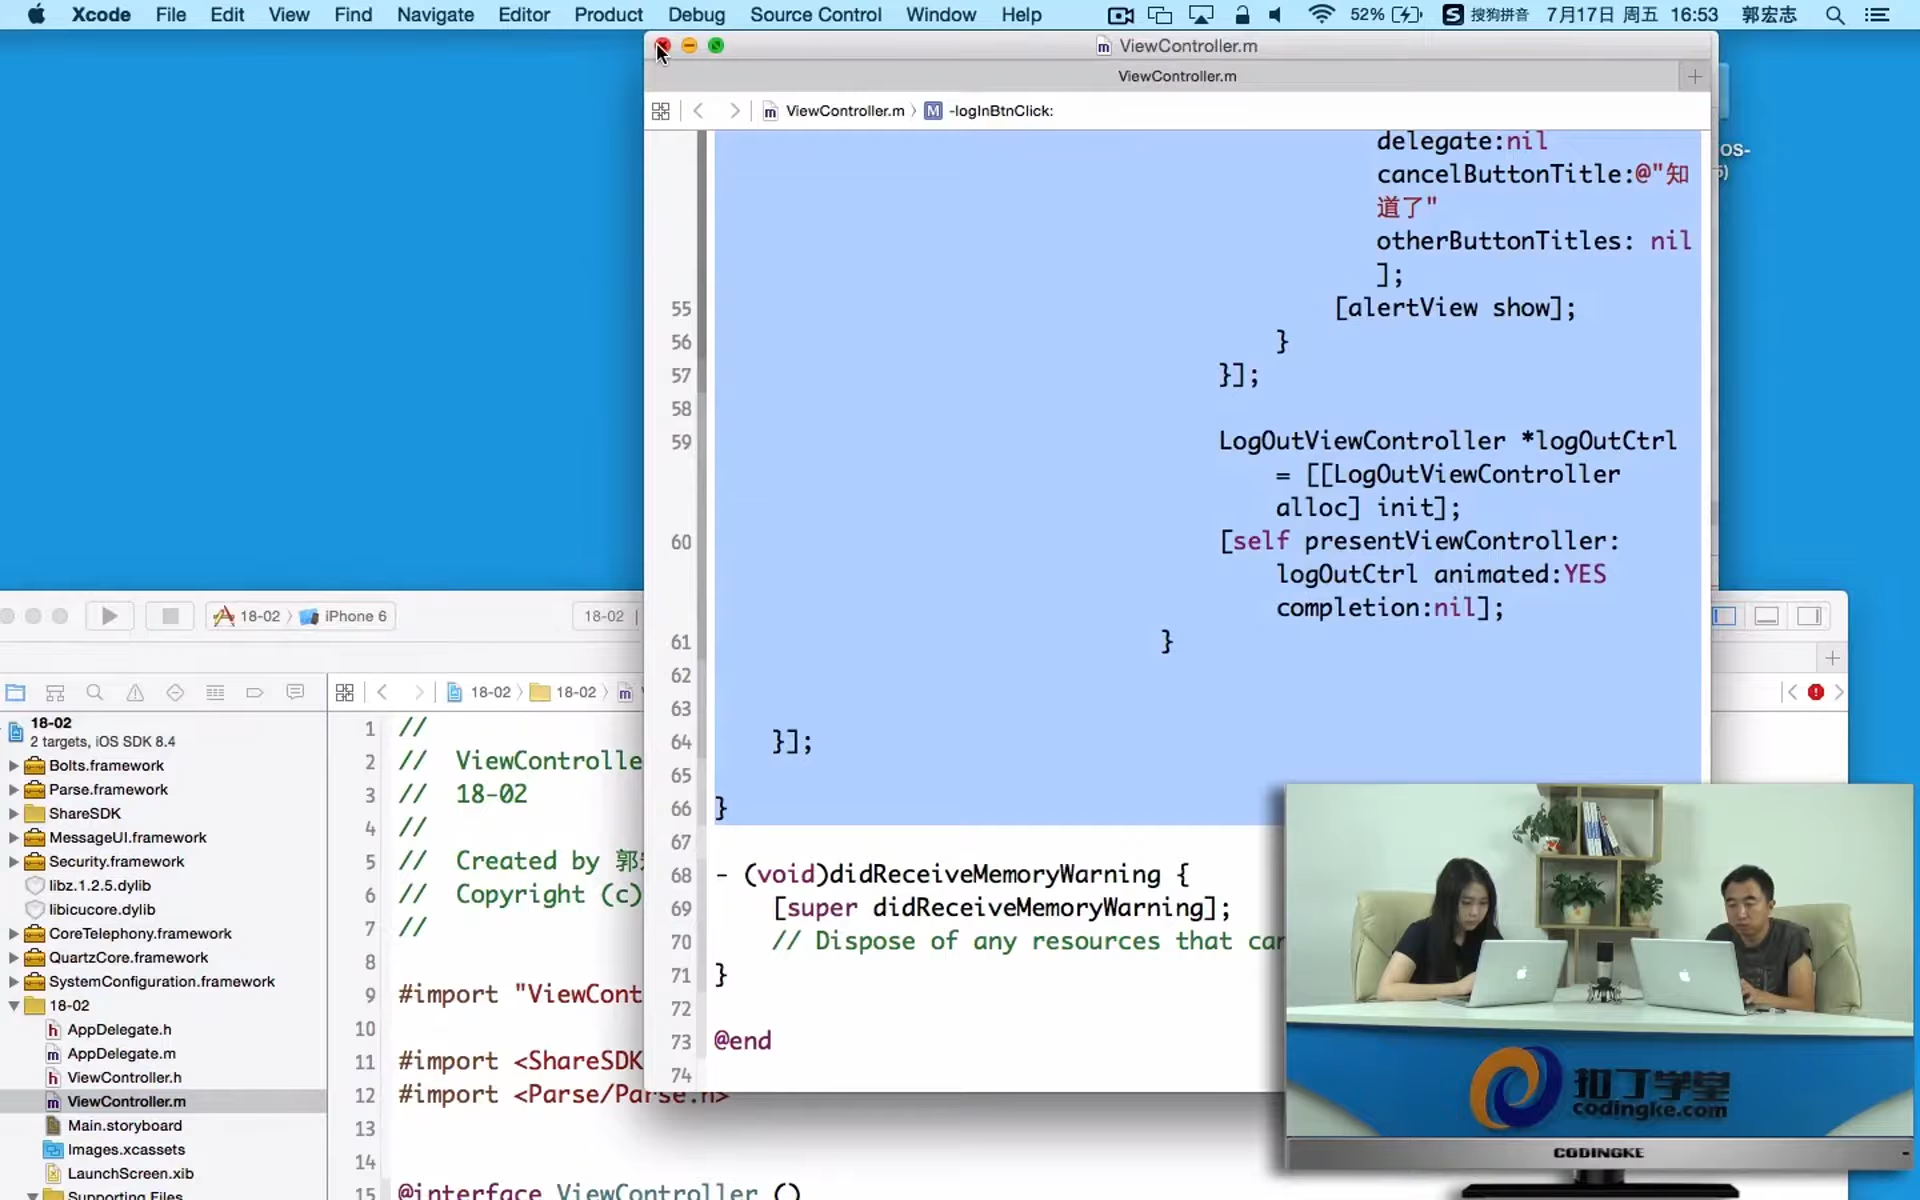 Xcode File Edit View Find Navigate Editor Product Debug Source Control Window Help 52% 搜狗拼音 7月17日 周五 16:53 郭宏志
ViewController.m
ViewController.m
ViewController.m -logInBtnClick:
delegate:nil
cancelButtonTitle:@"知
道了"
otherButtonTitles: nil
];
55 [alertView show];
56 }
57 }];
58
59 LogOutViewController *logOutCtrl
= [[LogOutViewController
alloc] init];
60 [self presentViewController:
logOutCtrl animated:YES
completion:nil];
61 }
62
63
64 }];
65
66 }
67
68 - (void)didReceiveMemoryWarning {
69 [super didReceiveMemoryWarning];
70 // Dispose of any resources that can
71 }
72
73 @end
74
OS-
18-02 iPhone 6 18-02
18-02 18-02
18-02
2 targets, iOS SDK 8.4
Bolts.framework
Parse.framework
ShareSDK
MessageUI.framework
Security.framework
libz.1.2.5.dylib
libicucore.dylib
CoreTelephony.framework
QuartzCore.framework
SystemConfiguration.framework
18-02
AppDelegate.h
AppDelegate.m
ViewController.h
ViewController.m
Main.storyboard
Images.xcassets
LaunchScreen.xib
Supporting Files
1 //
2 // ViewControlle
3 // 18-02
4 //
5 // Created by 郭
6 // Copyright (c)
7 //
8
9 #import "ViewCont
10
11 #import <ShareSDK
12 #import <Parse/Parse.h>
13
14
15 @interface ViewController ()
扣丁学堂
codingke.com
CODINGKE